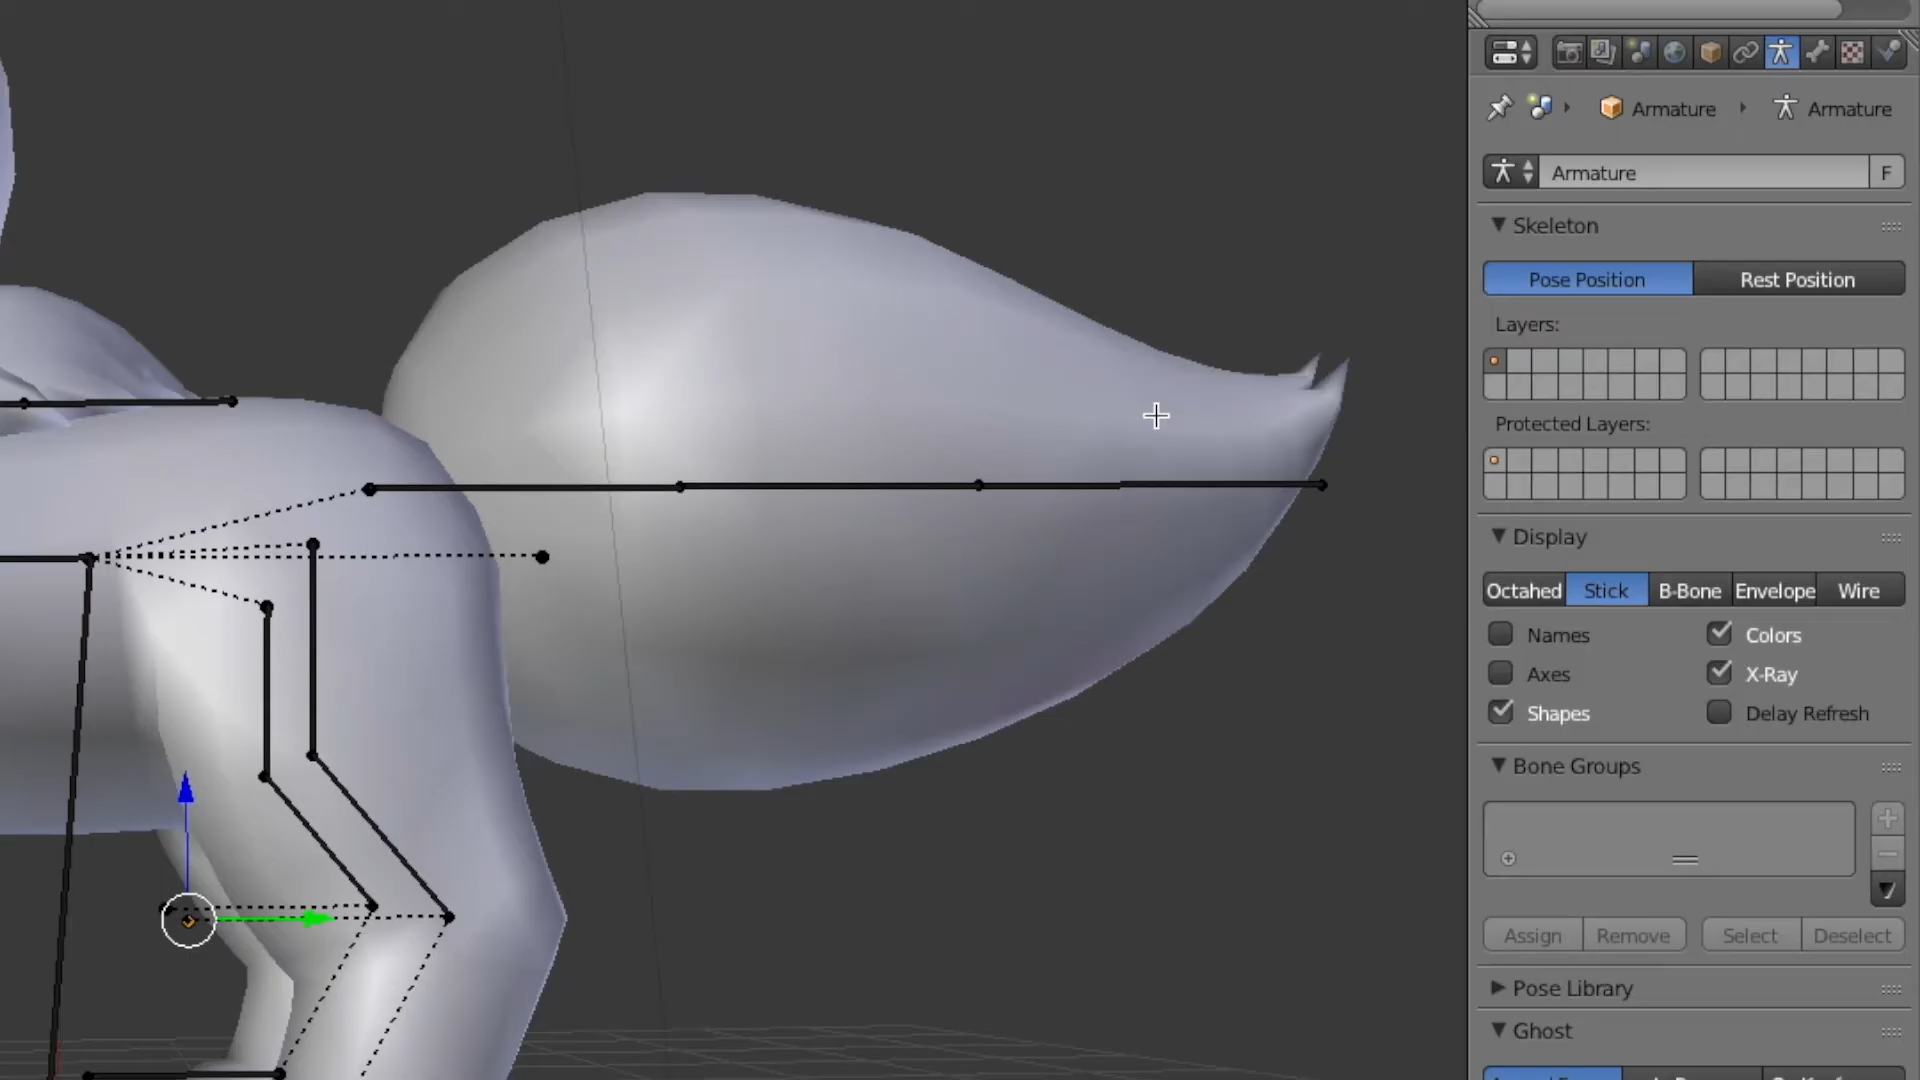 Armature Armature
Armature F
Skeleton
Pose Position Rest Position
Layers:
Protected Layers:
Display
Octahed Stick B-Bone Envelope Wire
Names Colors
Axes X-Ray
Shapes Delay Refresh
Bone Groups
Assign Remove Select Deselect
Pose Library
Ghost